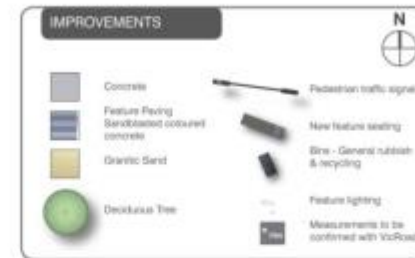 IMPROVEMENTS
N
Concrete
Feature Paving
Sandblasted coloured
concrete
Granitic Sand
Deciduous Tree
Pedestrian traffic signal
New feature seating
Bins - General rubbish
& recycling
Feature lighting
Measurements to be
confirmed with VicRoads